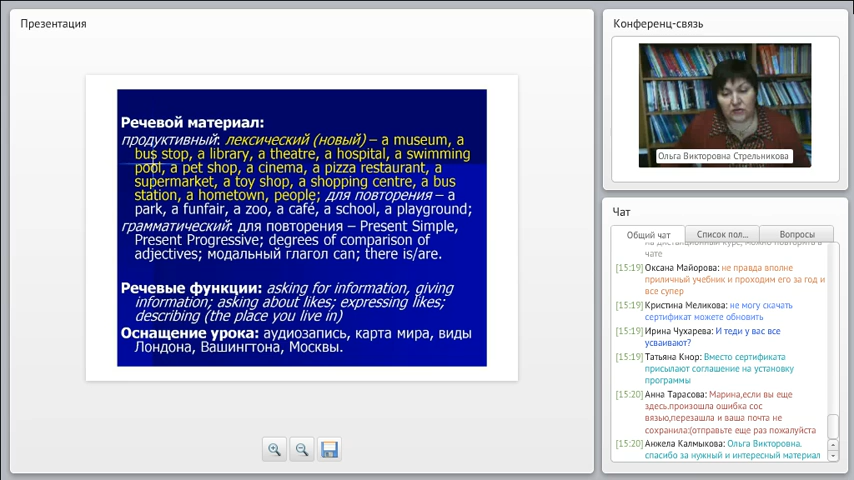 Презентация
Речевой материал:
продуктивный: лексический (новый) – a museum, a
bus stop, a library, a theatre, a hospital, a swimming
pool, a pet shop, a cinema, a pizza restaurant, a
supermarket, a toy shop, a shopping centre, a bus
station, a hometown, people; для повторения – a
park, a funfair, a zoo, a café, a school, a playground;
грамматический: для повторения – Present Simple,
Present Progressive; degrees of comparison of
adjectives; модальный глагол can; there is/are.
Речевые функции: asking for information, giving
information; asking about likes; expressing likes;
describing (the place you live in)
Оснащение урока: аудиозапись, карта мира, виды
Лондона, Вашингтона, Москвы.
Конференц-связь
Ольга Викторовна Стрельникова
Чат
Общий чат
Список пол...
Вопросы
на дистанционный курс, можно повторить в
чате
[15:19] Оксана Майорова: не правда вполне
приличный учебник и проходим его за год и
все супер
[15:19] Кристина Меликова: не могу скачать
сертификат можете обновить
[15:19] Ирина Чухарева: И теди у вас все
усваивают?
[15:19] Татьяна Кнор: Вместо сертификата
присылают соглашение на установку
программы
[15:20] Анна Тарасова: Марина,если вы еще
здесь.произошла ошибка сос
вязью,перезашла и ваша почта не
сохранила:(отправьте еще раз пожалуйста
[15:20] Анжела Калмыкова: Ольга Викторовна.
спасибо за нужный и интересный материал